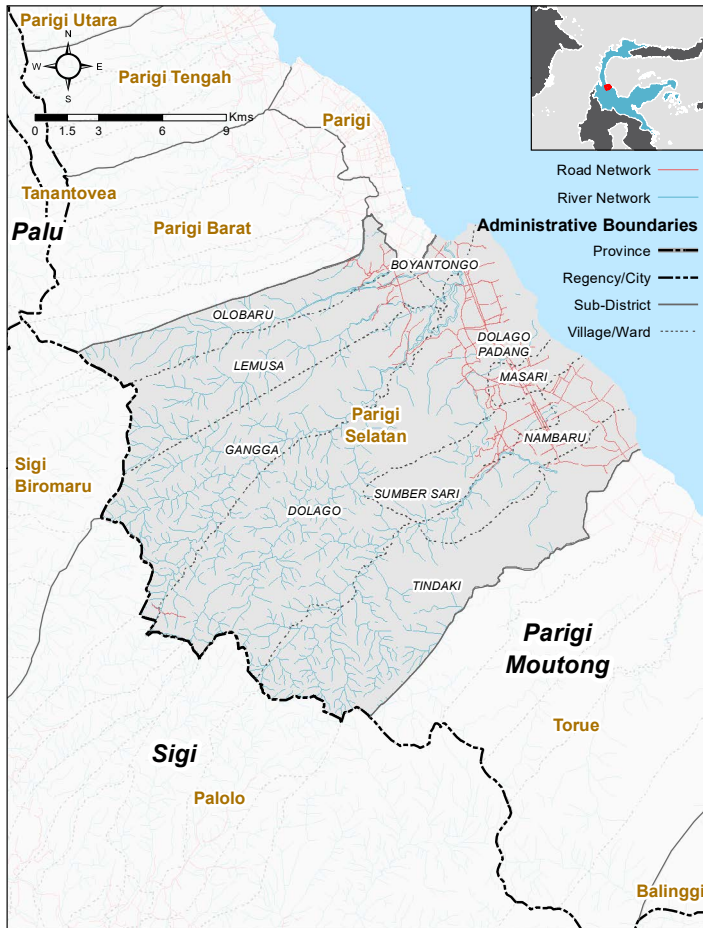 Parigi Utara
N
W
E
S
Parigi Tengah
0 1.5 3 6 9 Kms
Parigi
Road Network
River Network
Administrative Boundaries
Province
Regency/City
Sub-District
Village/Ward
Tanantovea
Palu
Parigi Barat
BOYANTONGO
OLOBARU
DOLAGO
PADANG
LEMUSA
MASARI
Parigi
Selatan
NAMBARU
GANGGA
Sigi
Biromaru
SUMBER SARI
DOLAGO
TINDAKI
Parigi
Moutong
Torue
Sigi
Palolo
Balinggi